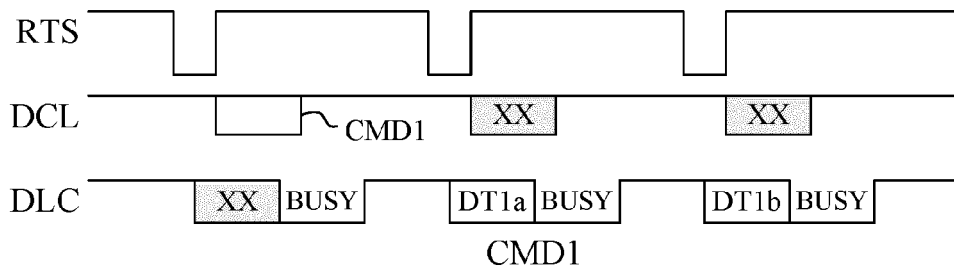 RTS
DCL CMD1 XX XX
DLC XX BUSY DT1a BUSY DT1b BUSY
CMD1